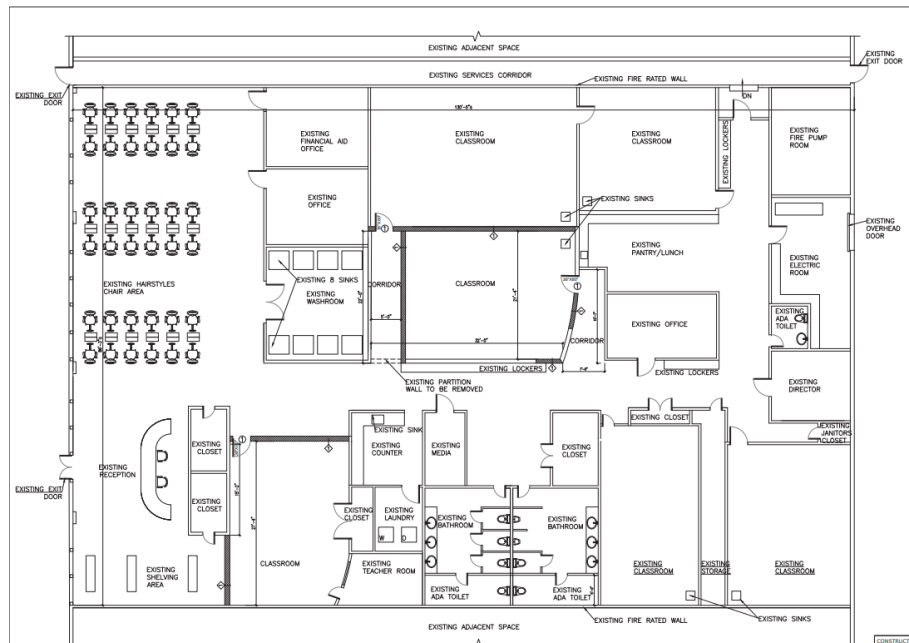 EXISTING ADJACENT SPACE
EXISTING
EXIT DOOR
EXISTING SERVICES CORRIDOR
EXISTING FIRE RATED WALL
EXISTING EXIT
DOOR
DN
EXISTING
FINANCIAL AID
OFFICE
EXISTING
CLASSROOM
EXISTING
CLASSROOM
EXISTING LOCKERS
EXISTING
FIRE PUMP
ROOM
EXISTING
OFFICE
EXISTING SINKS
EXISTING
OVERHEAD
DOOR
EXISTING
PANTRY/LUNCH
EXISTING
ELECTRIC
ROOM
EXISTING HAIRSTYLES
CHAIR AREA
EXISTING 8 SINKS
EXISTING
WASHROOM
CORRIDOR
CLASSROOM
EXISTING
ADA
TOILET
EXISTING OFFICE
CORRIDOR
EXISTING LOCKERS
EXISTING LOCKERS
EXISTING PARTITION
WALL TO BE REMOVED
EXISTING
DIRECTOR
EXISTING
CLOSET
EXISTING SINK
EXISTING
COUNTER
EXISTING
MEDIA
EXISTING
CLOSET
EXISTING CLOSET
EXISTING
JANITORS
CLOSET
EXISTING
RECEPTION
EXISTING EXIT
DOOR
EXISTING
CLOSET
EXISTING
CLOSET
EXISTING
LAUNDRY
W
D
EXISTING
BATHROOM
EXISTING
BATHROOM
EXISTING
SHELVING
AREA
CLASSROOM
EXISTING
TEACHER ROOM
EXISTING
ADA TOILET
EXISTING
ADA TOILET
EXISTING
CLASSROOM
EXISTING
STORAGE
EXISTING
CLASSROOM
EXISTING FIRE RATED WALL
EXISTING SINKS
EXISTING ADJACENT SPACE
CONSTRUCT